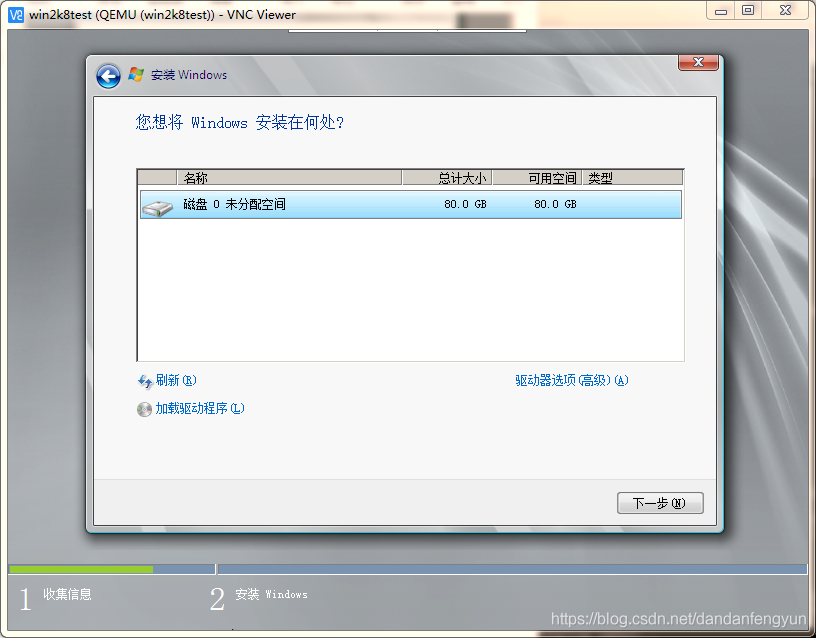 win2k8test (QEMU (win2k8test)) - VNC Viewer
安装 Windows
您想将 Windows 安装在何处?
名称 总计大小 可用空间 类型
磁盘 0 未分配空间 80.0 GB 80.0 GB
刷新(R) 驱动器选项(高级)(A)
加载驱动程序(L)
下一步(N)
1 收集信息 2 安装 Windows
https://blog.csdn.net/dandanfengyun